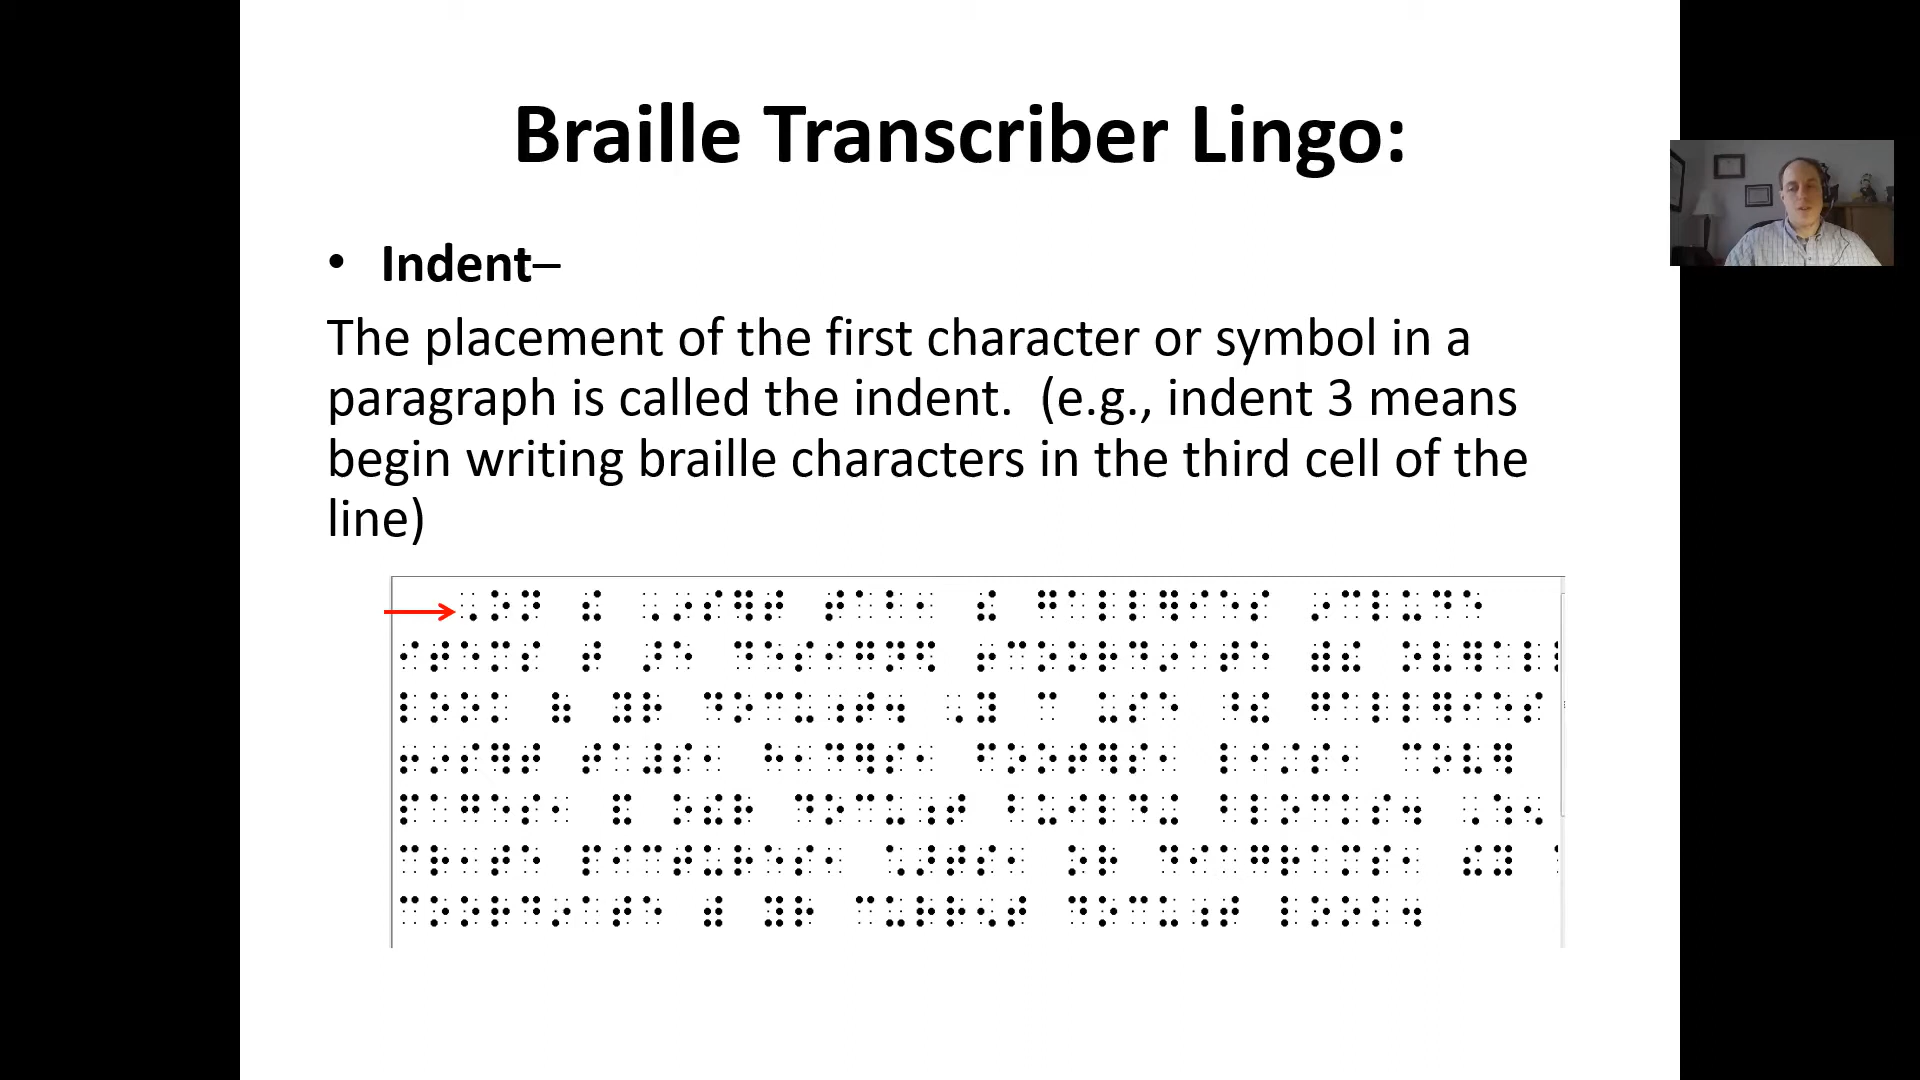 Braille Transcriber Lingo:
• Indent–
The placement of the first character or symbol in a
paragraph is called the indent. (e.g., indent 3 means
begin writing braille characters in the third cell of the
line)
⠠⠕⠝ ⠮ ⠠⠔⠎⠻⠞ ⠞⠁⠃⠂ ⠮ ⠛⠁⠇⠇⠻⠊⠑⠎ ⠔⠉⠇⠥⠙⠑
⠊⠞⠑⠍⠎ ⠞ ⠜⠑ ⠙⠑⠎⠊⠛⠝⠫ ⠖⠉⠕⠕⠗⠙⠔⠁⠞⠑ ⠾⠮ ⠕⠧⠻⠁⠇⠇
⠇⠕⠕⠅ ⠷ ⠽⠗ ⠙⠕⠉⠥⠰⠞⠲ ⠠⠽ ⠉ ⠥⠎⠑ ⠘⠮ ⠛⠁⠇⠇⠻⠊⠑⠎
⠖⠔⠎⠻⠞ ⠞⠁⠼⠎⠂ ⠓⠂⠙⠻⠎⠂ ⠋⠕⠕⠞⠻⠎⠂ ⠇⠊⠌⠎⠂ ⠉⠕⠧⠻
⠏⠁⠛⠑⠎⠂ ⠯ ⠕⠮⠗ ⠙⠕⠉⠥⠰⠞ ⠃⠥⠊⠇⠙⠬ ⠃⠇⠕⠉⠅⠎⠲ ⠠⠱⠢
⠉⠗⠂⠞⠑ ⠏⠊⠉⠞⠥⠗⠑⠎⠂ ⠡⠜⠞⠎⠂ ⠕⠗ ⠙⠊⠁⠛⠗⠁⠍⠎⠂ ⠮⠽
⠉⠕⠕⠗⠙⠔⠁⠞⠑ ⠾ ⠽⠗ ⠉⠥⠗⠗⠢⠞ ⠙⠕⠉⠥⠰⠞ ⠇⠕⠕⠅⠲